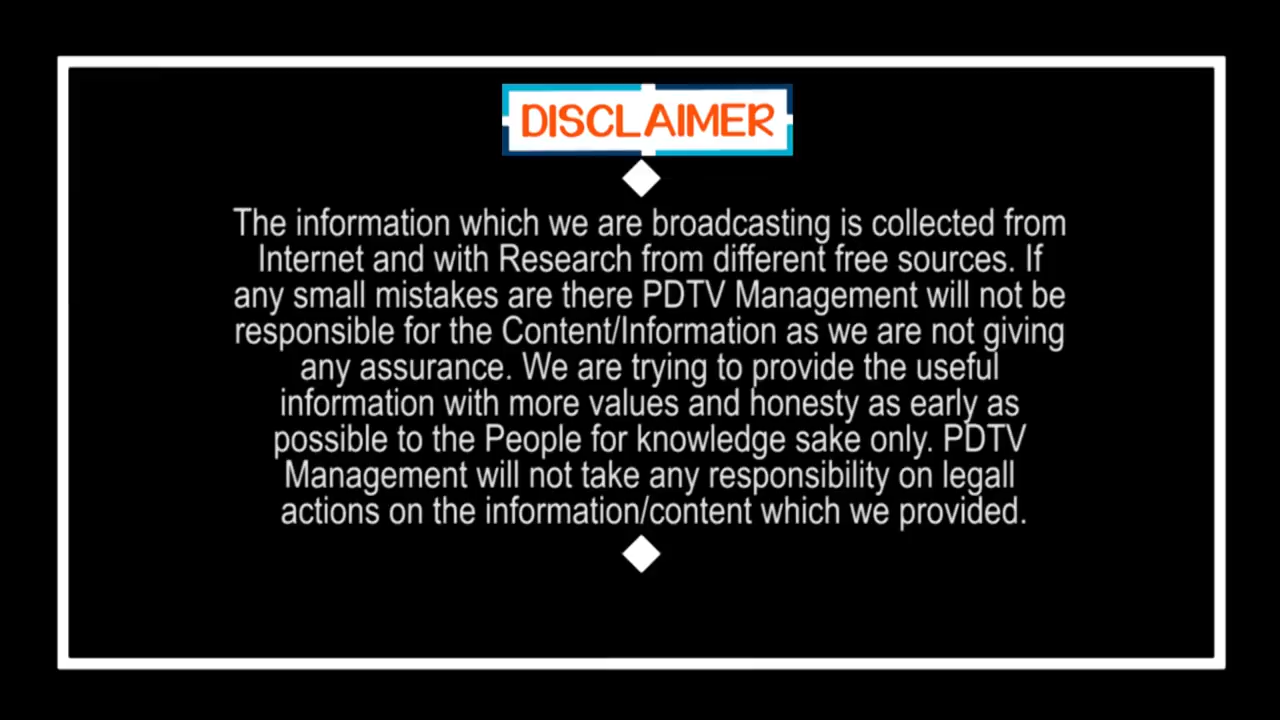 DISCLAIMER
The information which we are broadcasting is collected from
Internet and with Research from different free sources. If
any small mistakes are there PDTV Management will not be
responsible for the Content/Information as we are not giving
any assurance. We are trying to provide the useful
information with more values and honesty as early as
possible to the People for knowledge sake only. PDTV
Management will not take any responsibility on legall
actions on the information/content which we provided.